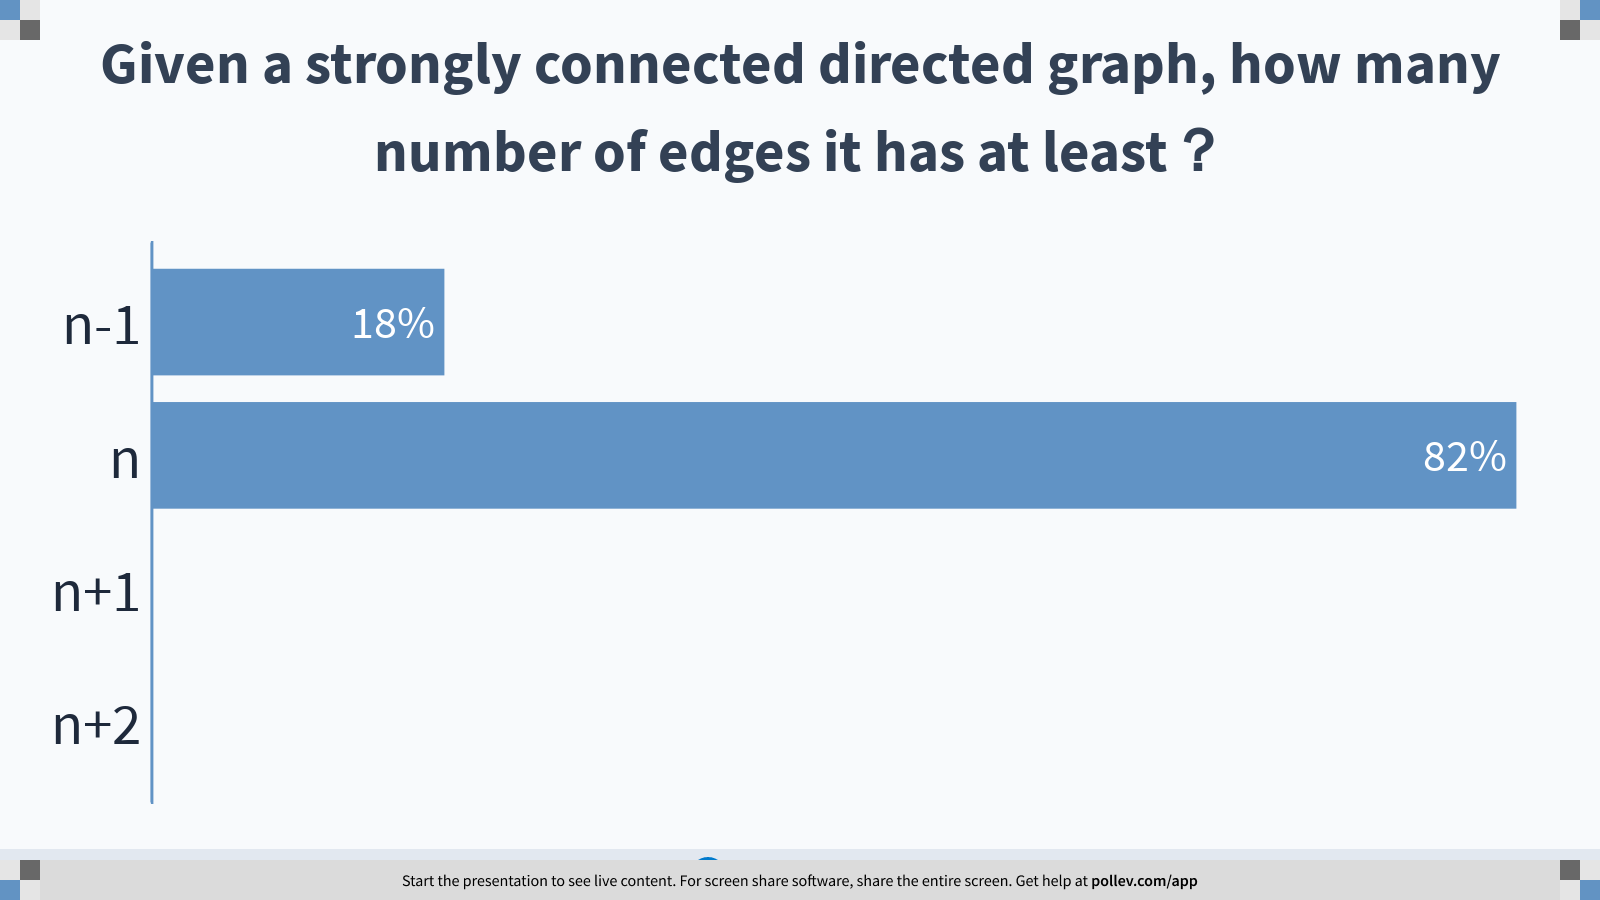 Given a strongly connected directed graph, how many
number of edges it has at least？
n-1
18%
n
82%
n+1
n+2
Start the presentation to see live content. For screen share software, share the entire screen. Get help at pollev.com/app